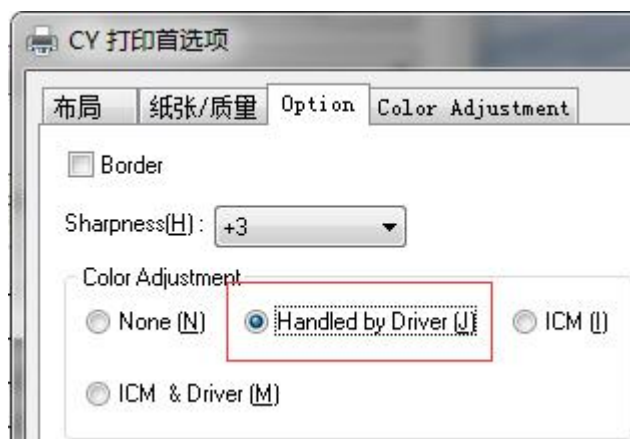 CY 打印首选项
布局 纸张/质量 Option Color Adjustment
Border
Sharpness(H) : +3
Color Adjustment
None (N) Handled by Driver (J) ICM (I)
ICM & Driver (M)